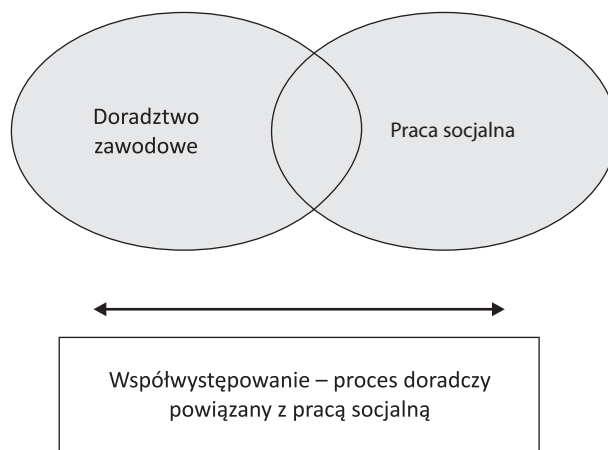 Doradztwo
zawodowe
Praca socjalna
Współwystępowanie – proces doradczy
powiązany z pracą socjalną